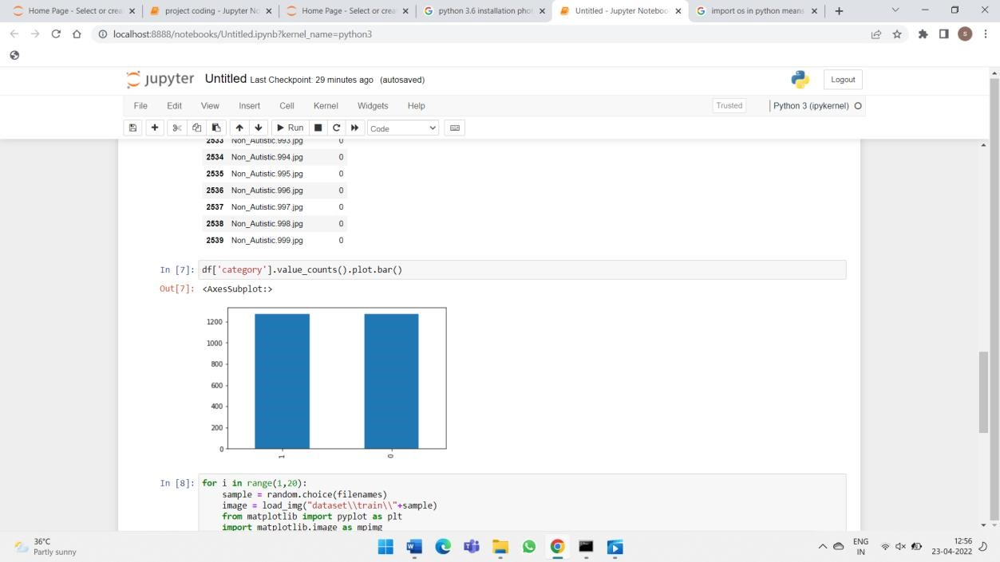 Home Page - Select or crea
project coding - Jupyter No
Home Page - Select or crea
python 3.6 installation phot
Untitled - Jupyter Noteboo
import os in python means
localhost:8888/notebooks/Untitled.ipynb?kernel_name=python3
S
jupyter Untitled Last Checkpoint: 29 minutes ago (autosaved)
Logout
File Edit View Insert Cell Kernel Widgets Help
Trusted
Python 3 (ipykernel)
Run
Code
2533 Non_Autistic.993.jpg 0
2534 Non_Autistic.994.jpg 0
2535 Non_Autistic.995.jpg 0
2536 Non_Autistic.996.jpg 0
2537 Non_Autistic.997.jpg 0
2538 Non_Autistic.998.jpg 0
2539 Non_Autistic.999.jpg 0
In [7]: df['category'].value_counts().plot.bar()
Out[7]: <AxesSubplot:>
1200
1000
800
600
400
200
0
1 0
In [8]: for i in range(1,20):
sample = random.choice(filenames)
image = load_img("dataset\\train\\"+sample)
from matplotlib import pyplot as plt
import matplotlib.image as mpimg
36°C
Partly sunny
ENG
IN
12:56
23-04-2022